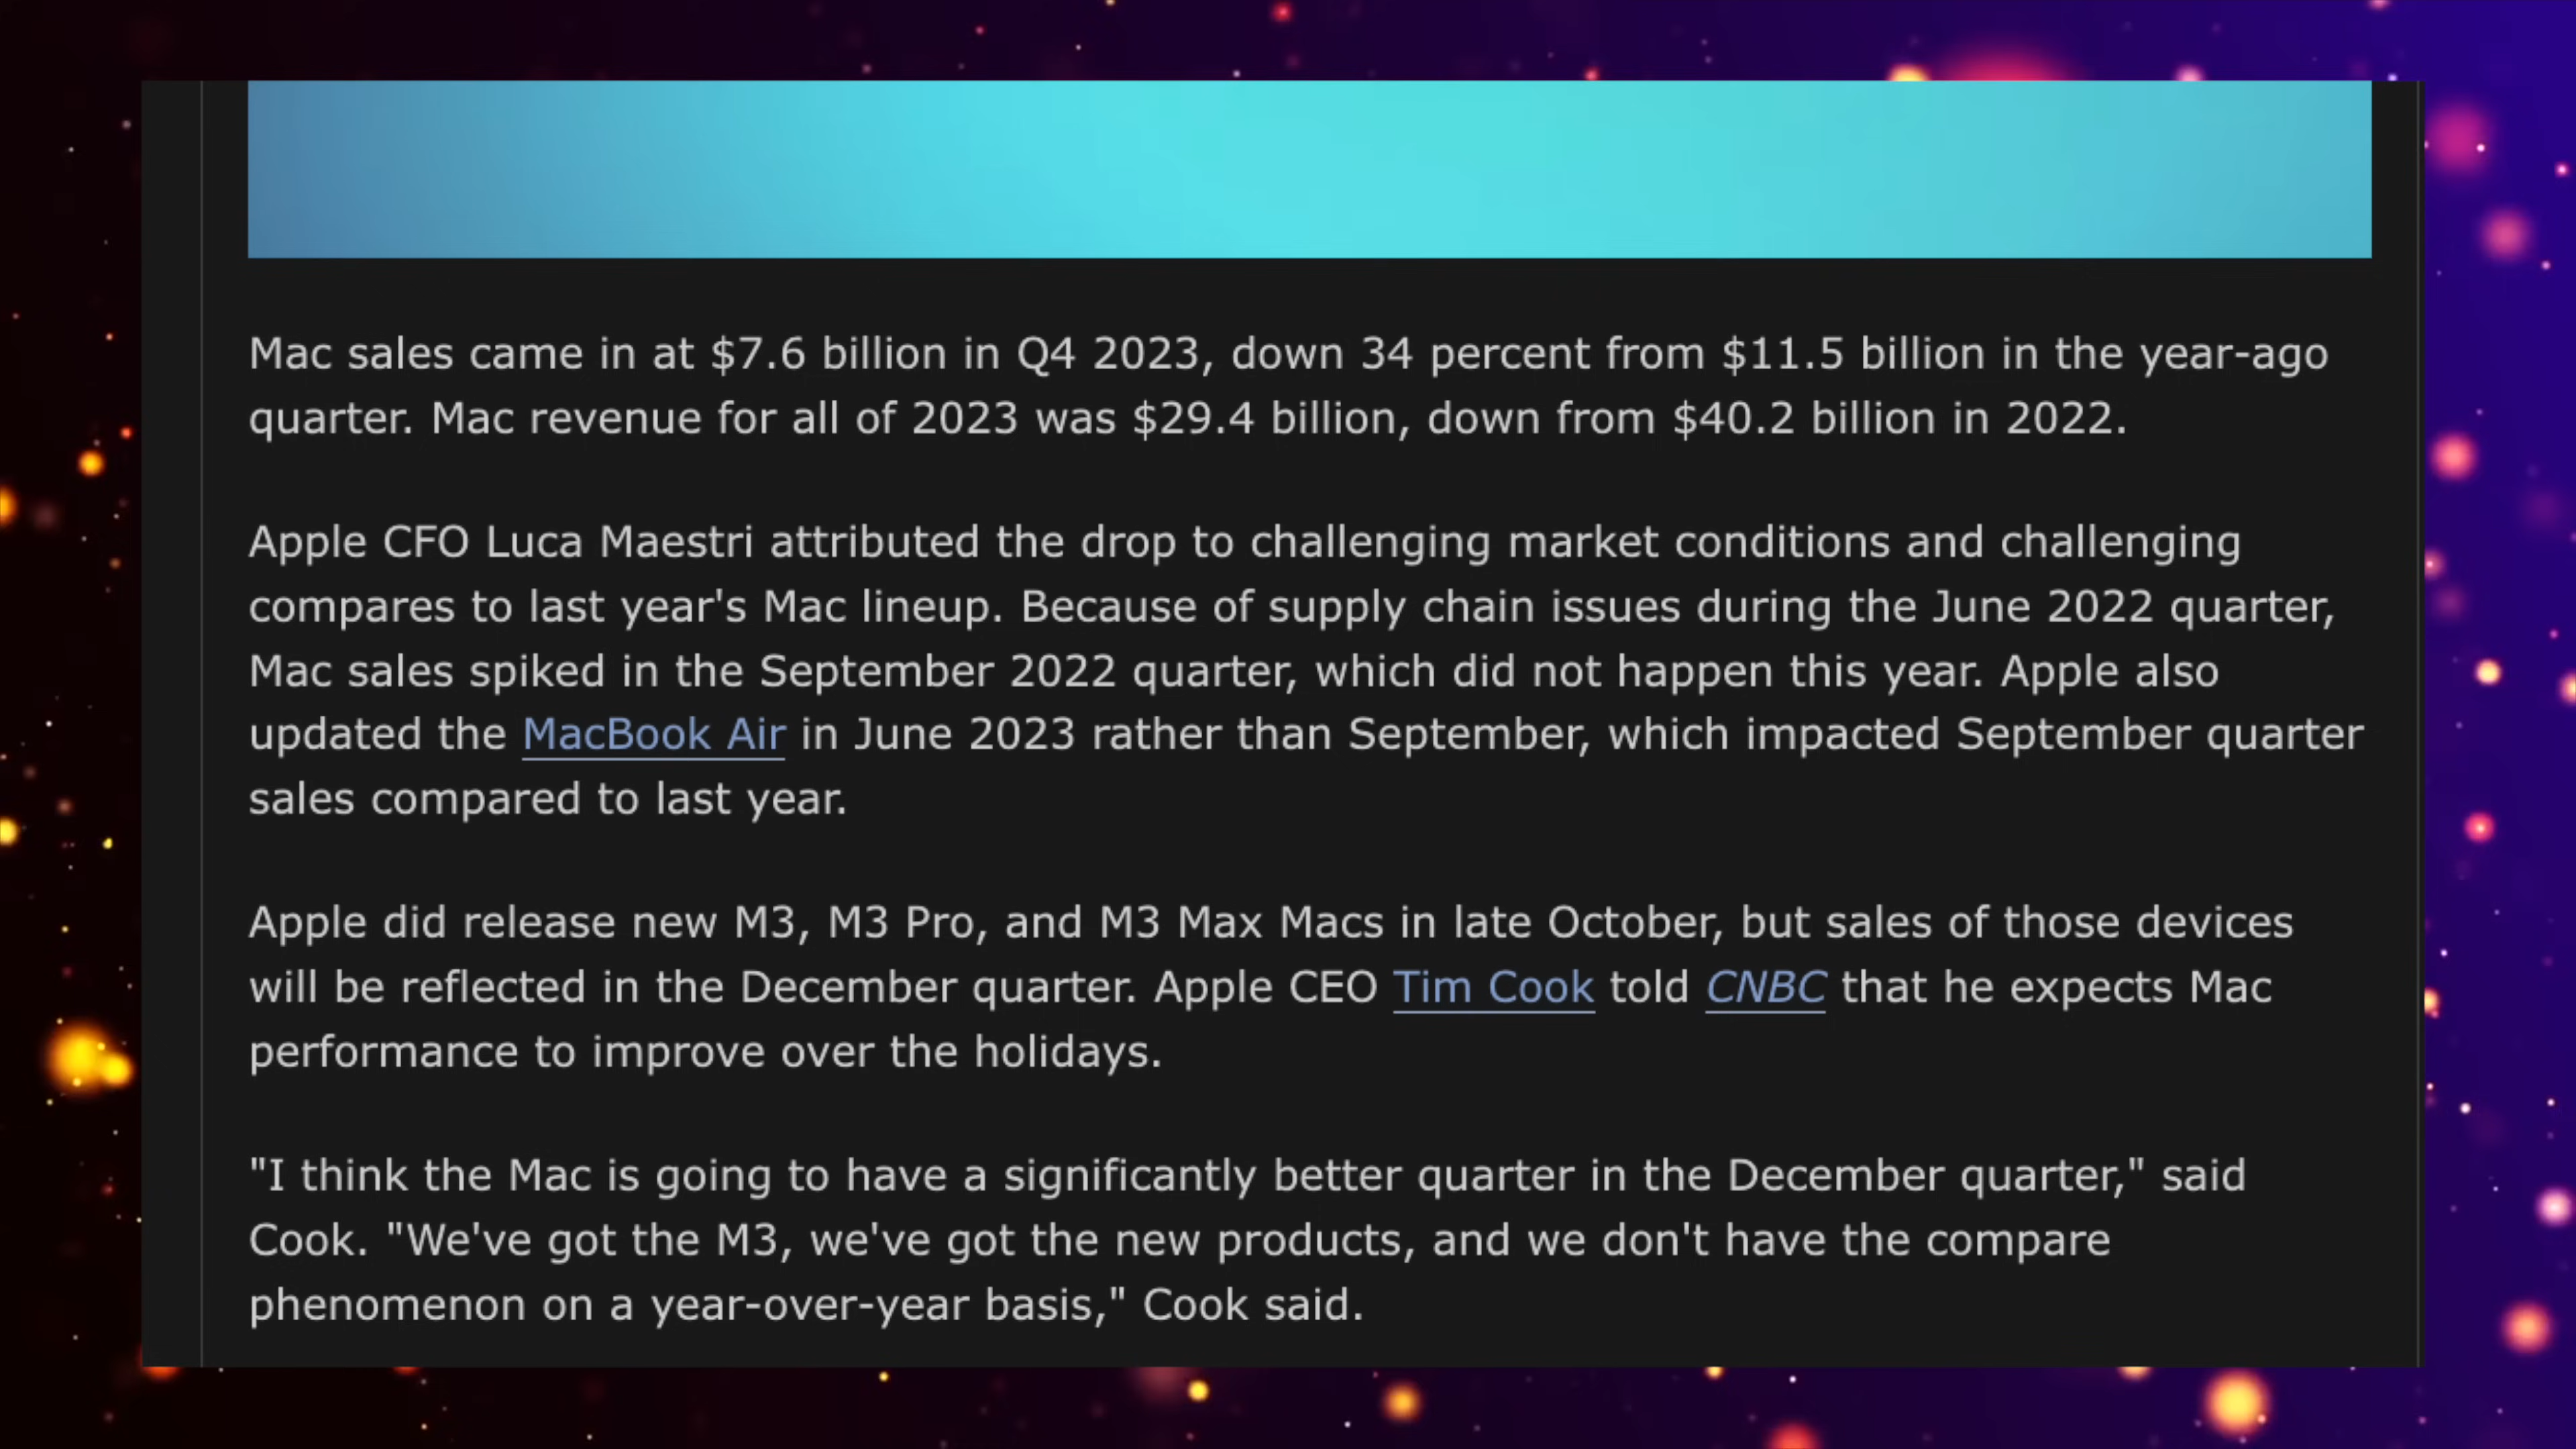 Mac sales came in at $7.6 billion in Q4 2023, down 34 percent from $11.5 billion in the year-ago
quarter. Mac revenue for all of 2023 was $29.4 billion, down from $40.2 billion in 2022.
Apple CFO Luca Maestri attributed the drop to challenging market conditions and challenging
compares to last year's Mac lineup. Because of supply chain issues during the June 2022 quarter,
Mac sales spiked in the September 2022 quarter, which did not happen this year. Apple also
updated the MacBook Air in June 2023 rather than September, which impacted September quarter
sales compared to last year.
Apple did release new M3, M3 Pro, and M3 Max Macs in late October, but sales of those devices
will be reflected in the December quarter. Apple CEO Tim Cook told CNBC that he expects Mac
performance to improve over the holidays.
"I think the Mac is going to have a significantly better quarter in the December quarter," said
Cook. "We've got the M3, we've got the new products, and we don't have the compare
phenomenon on a year-over-year basis," Cook said.